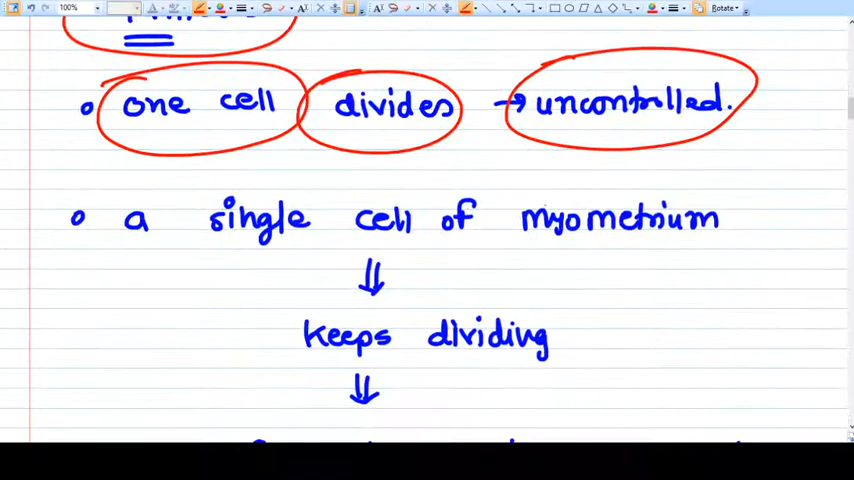 100%
Rotate
o one cell divides → uncontrolled.
o a single cell of myometrium
⇓
keeps dividing
⇓